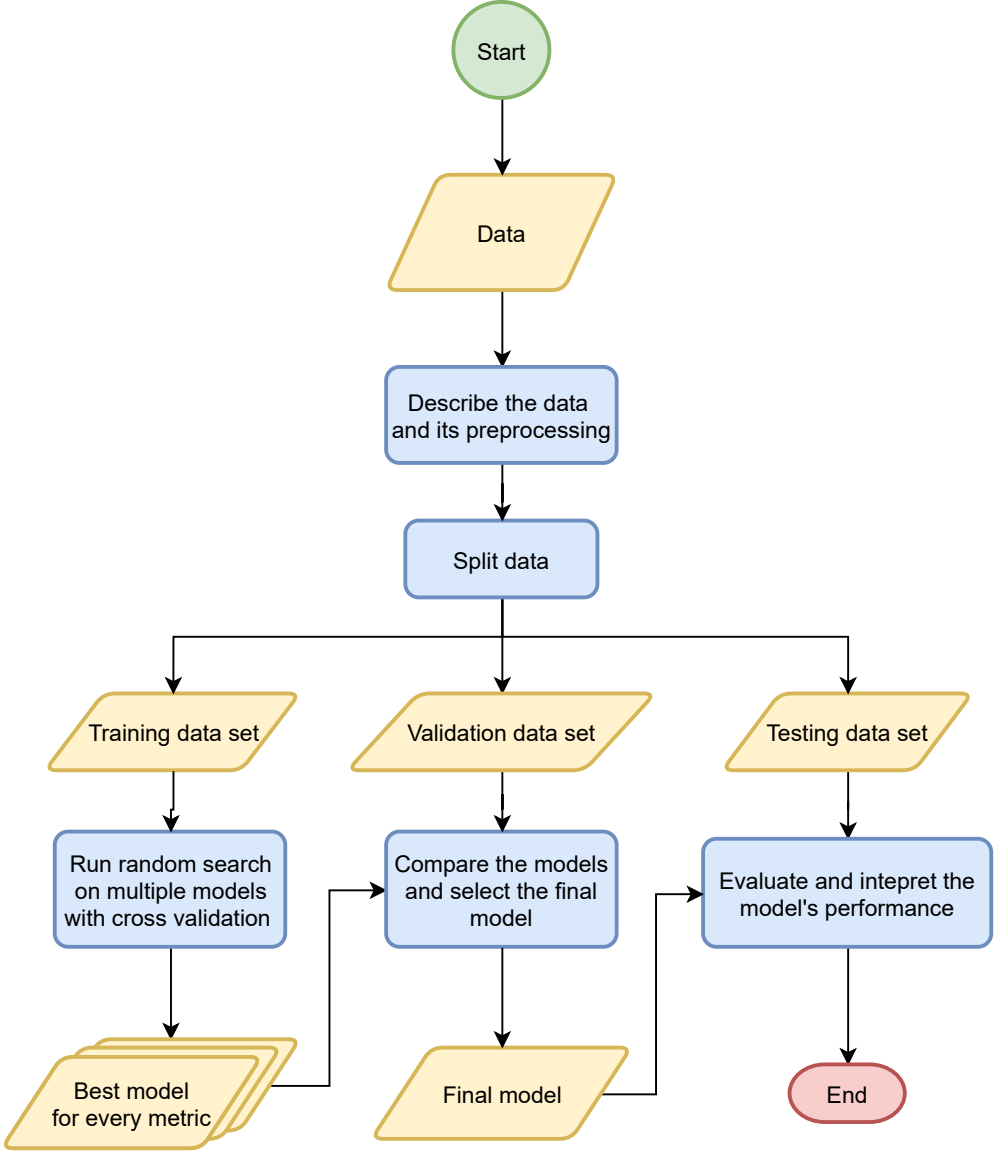 Start
Data
Describe the data
and its preprocessing
Split data
Training data set
Validation data set
Testing data set
Run random search
on multiple models
with cross validation
Compare the models
and select the final
model
Evaluate and intepret the
model's performance
Best model
for every metric
Final model
End